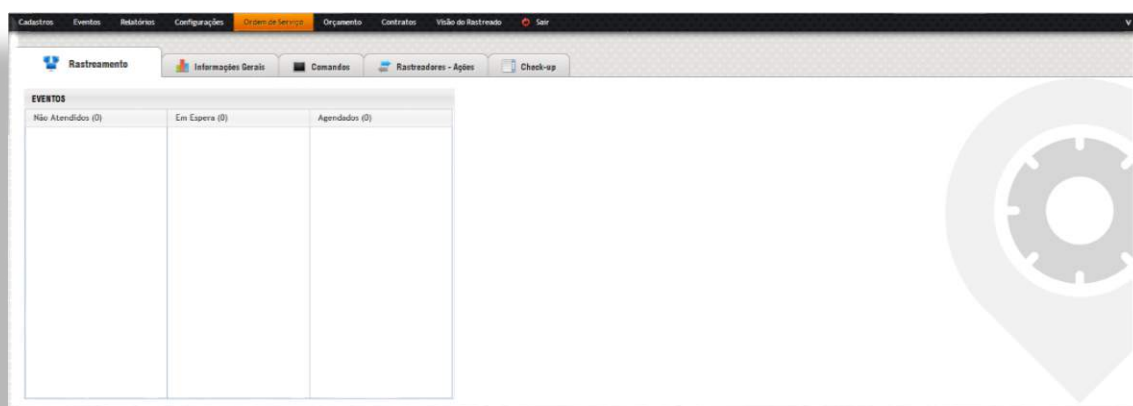 Cadastros Eventos Relatórios Configurações Ordem de Serviço Orçamento Contratos Visão do Rastreado Sair V
Rastreamento Informações Gerais Comandos Rastreadores - Ações Check-up
EVENTOS
Não Atendidos (0) Em Espera (0) Agendados (0)